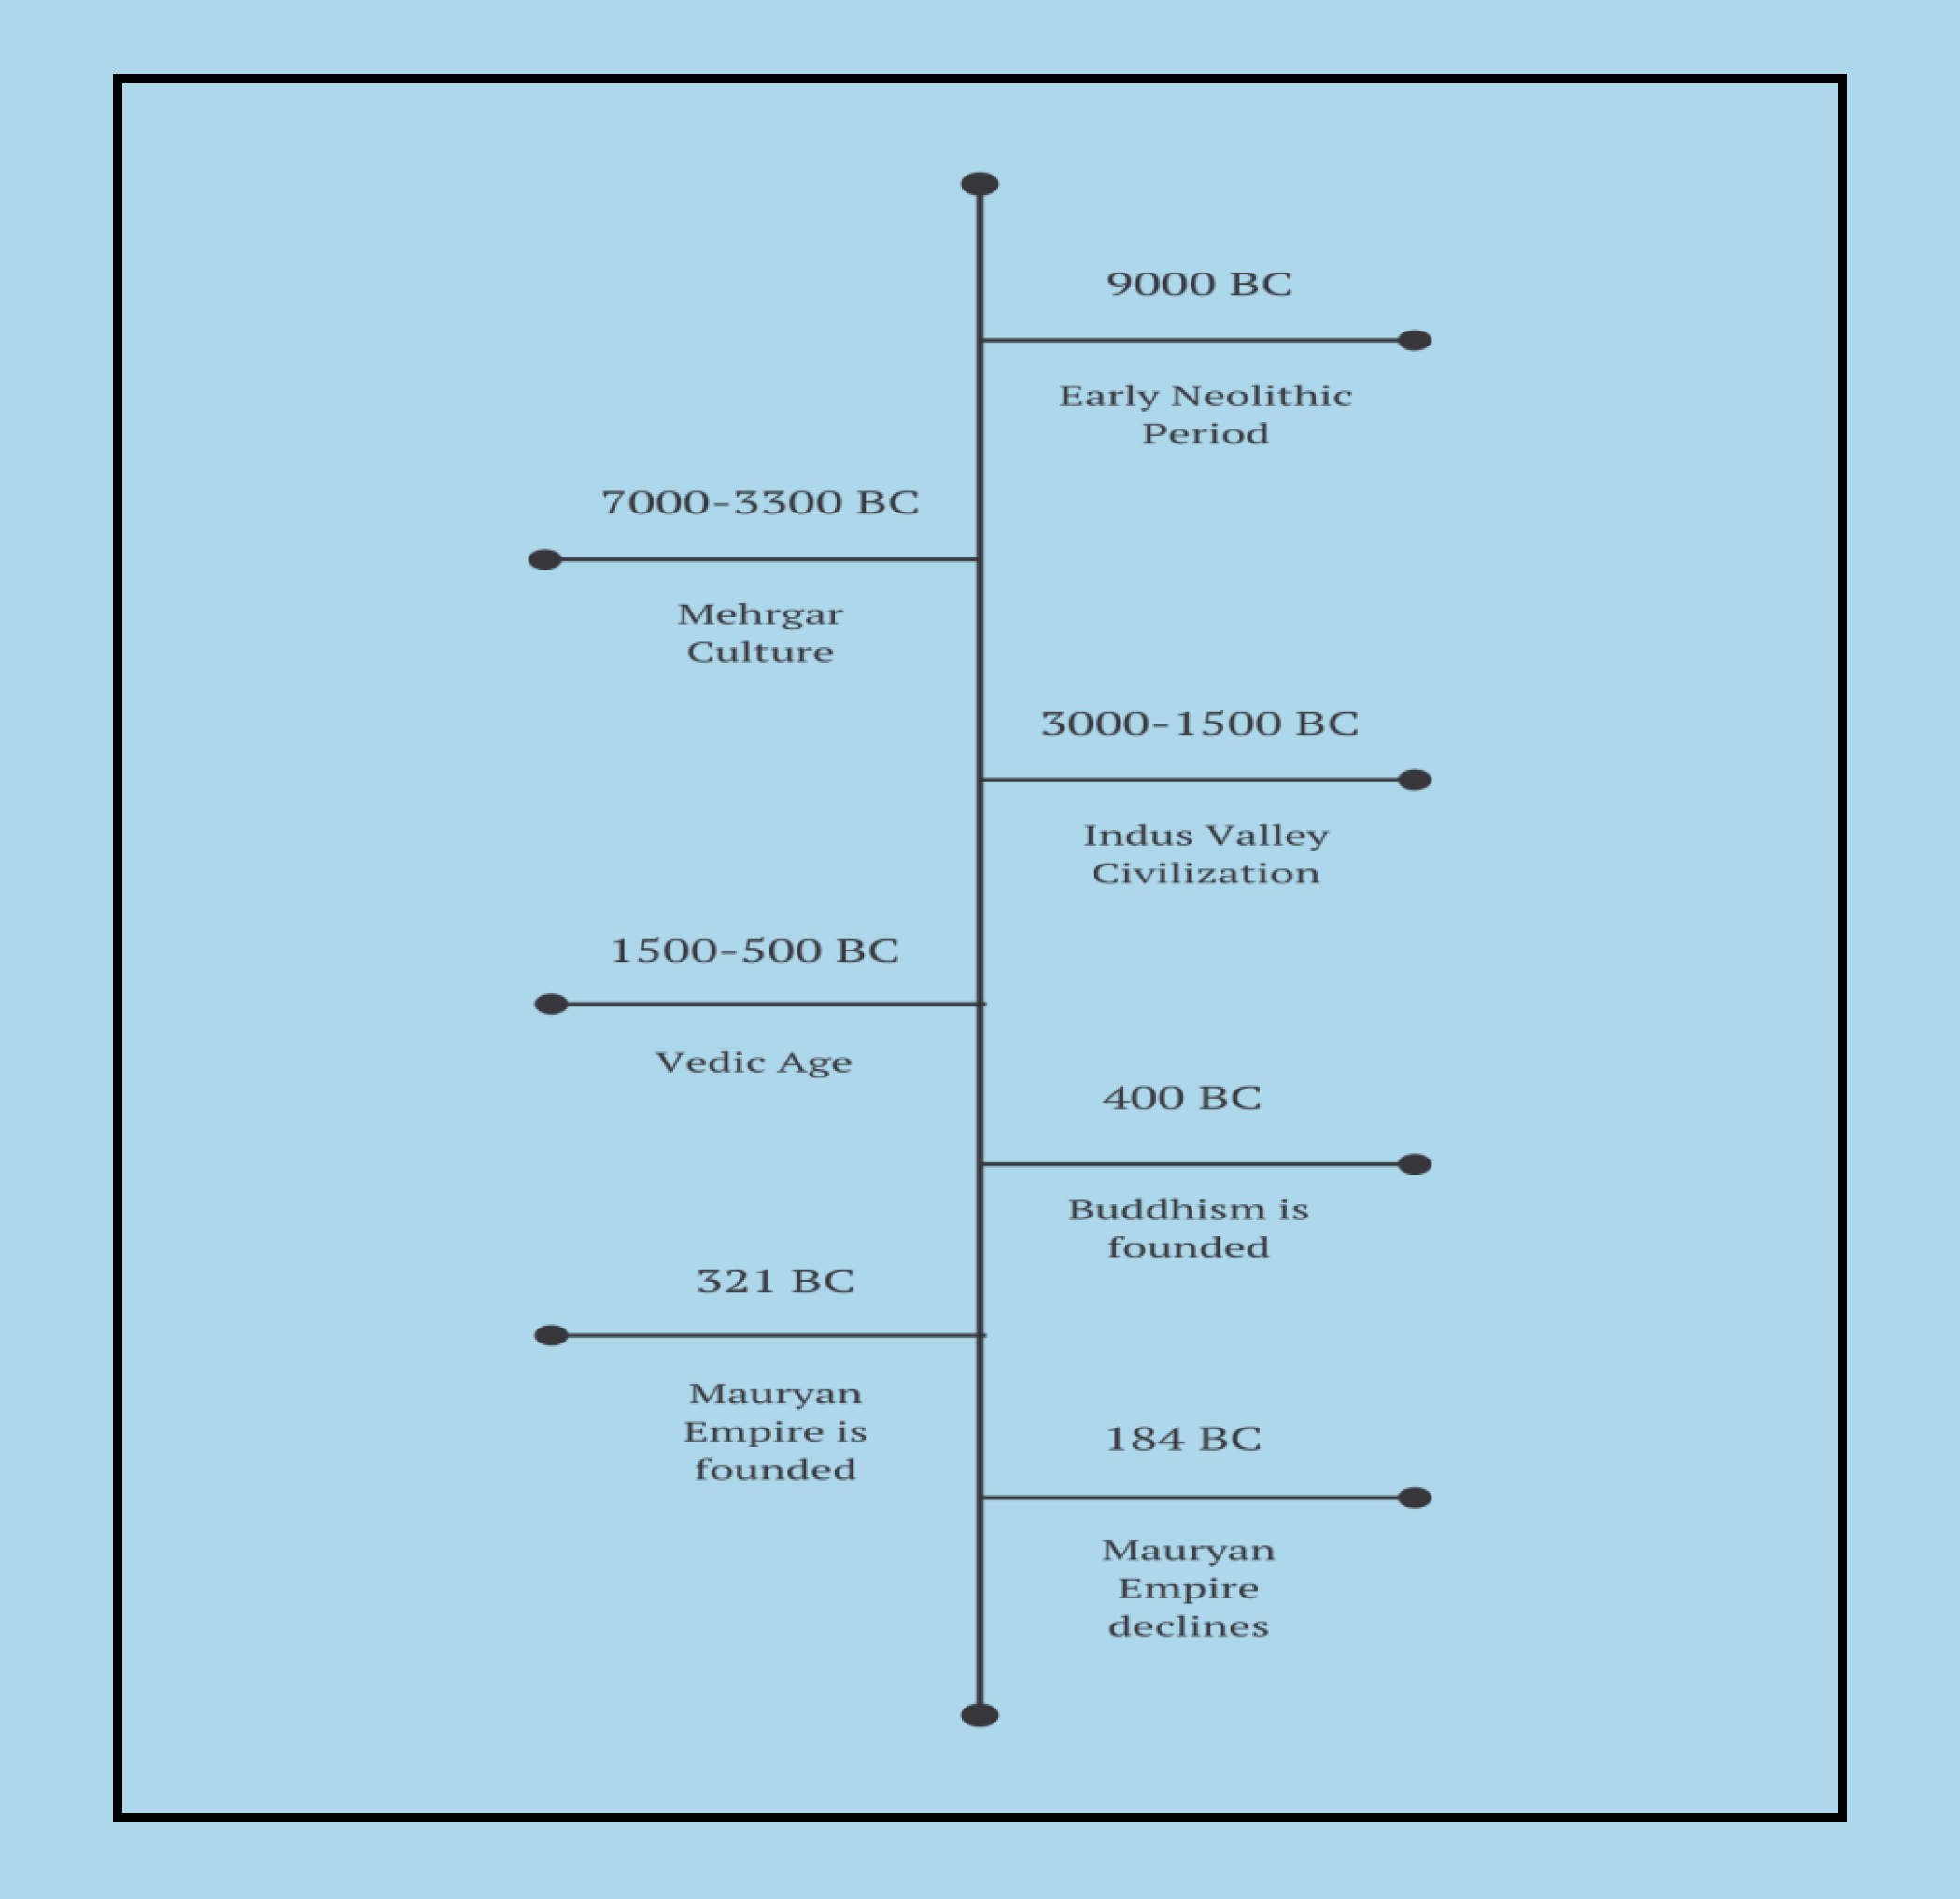 9000 BC
Early Neolithic
Period
7000-3300 BC
Mehrgar
Culture
3000-1500 BC
Indus Valley
Civilization
1500-500 BC
Vedic Age
400 BC
Buddhism is
founded
321 BC
Mauryan
Empire is
founded
184 BC
Mauryan
Empire
declines